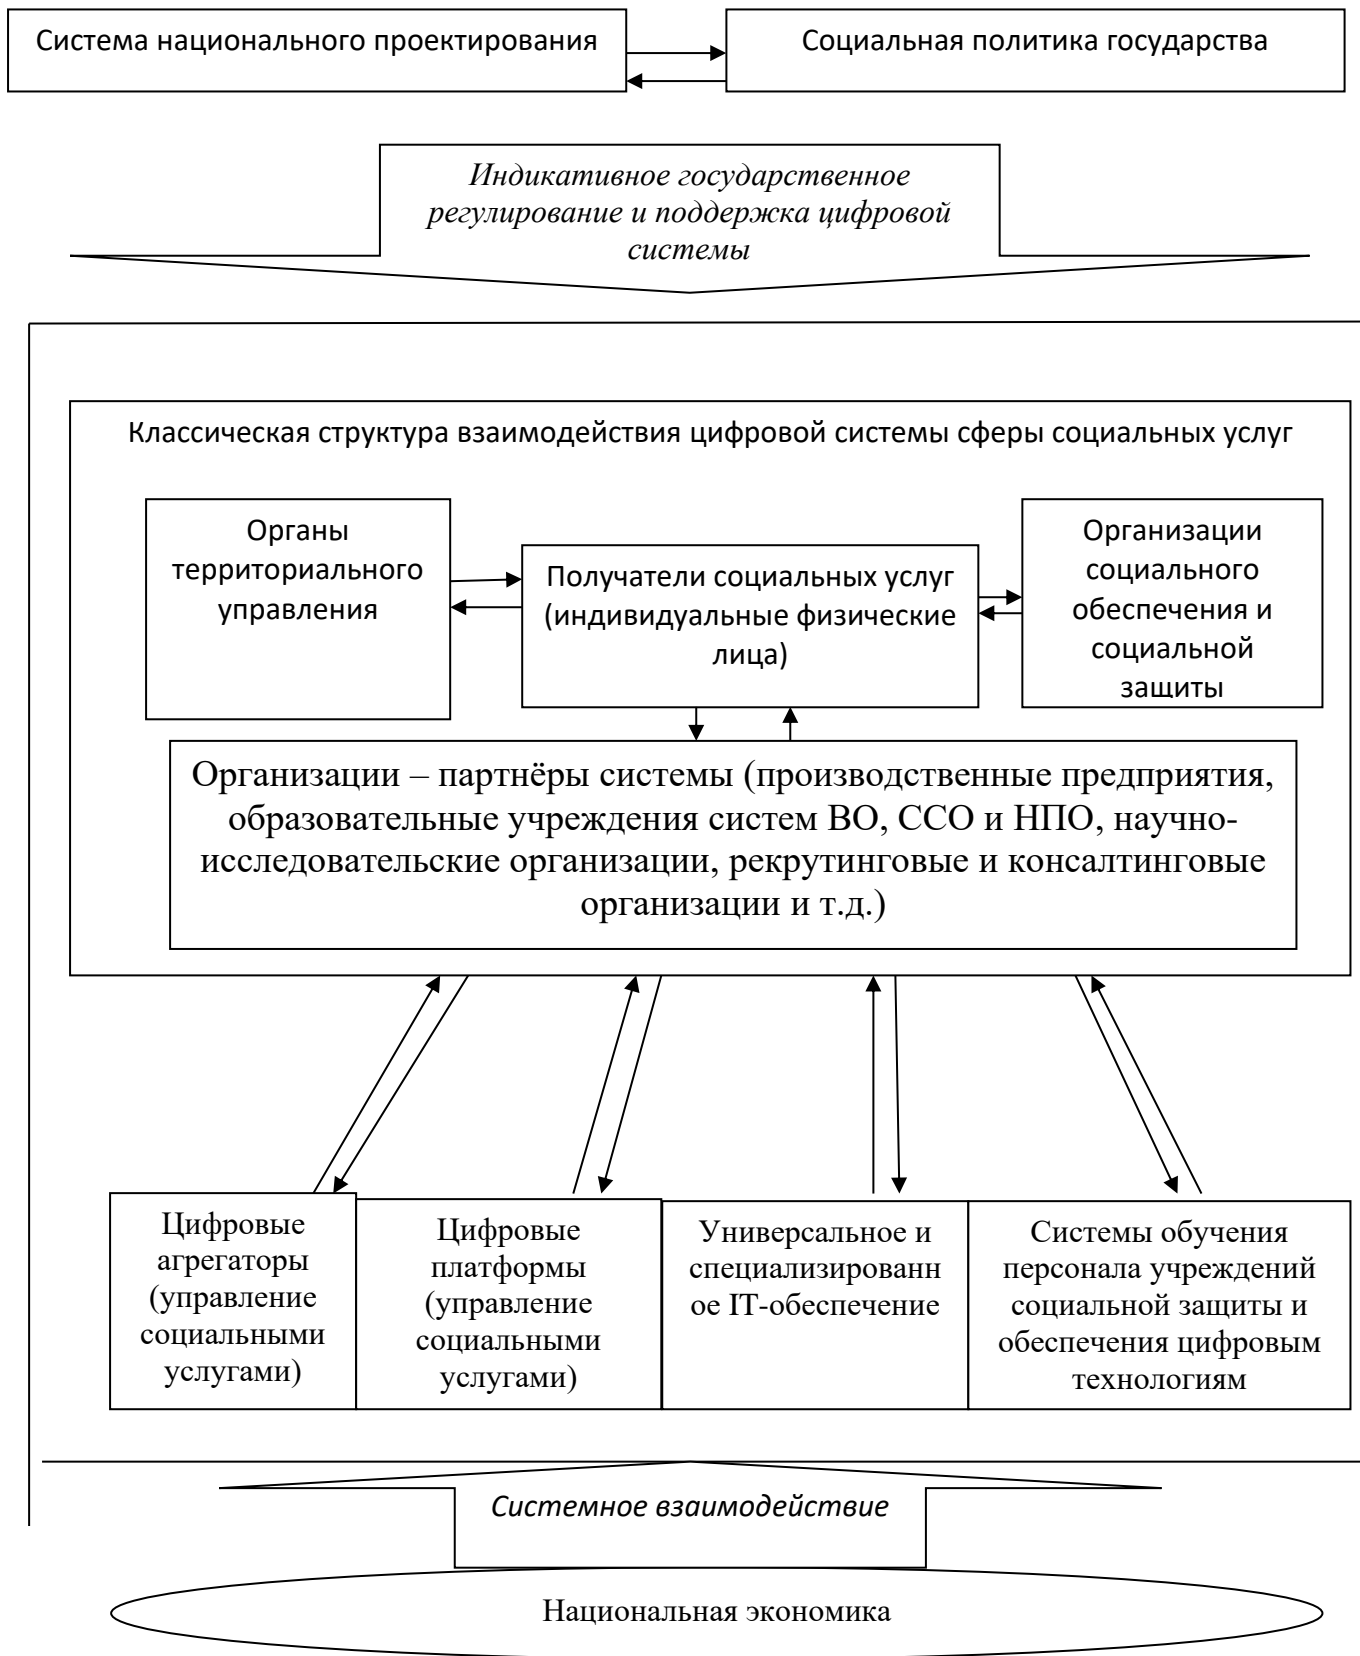 Система национального проектирования
Социальная политика государства
Индикативное государственное
регулирование и поддержка цифровой
системы
Классическая структура взаимодействия цифровой системы сферы социальных услуг
Органы
территориального
управления
Получатели социальных услуг
(индивидуальные физические
лица)
Организации
социального
обеспечения и
социальной
защиты
Организации – партнёры системы (производственные предприятия,
образовательные учреждения систем ВО, ССО и НПО, научно-
исследовательские организации, рекрутинговые и консалтинговые
организации и т.д.)
Цифровые
агрегаторы
(управление
социальными
услугами)
Цифровые
платформы
(управление
социальными
услугами)
Универсальное и
специализированн
ое IT-обеспечение
Системы обучения
персонала учреждений
социальной защиты и
обеспечения цифровым
технологиям
Системное взаимодействие
Национальная экономика